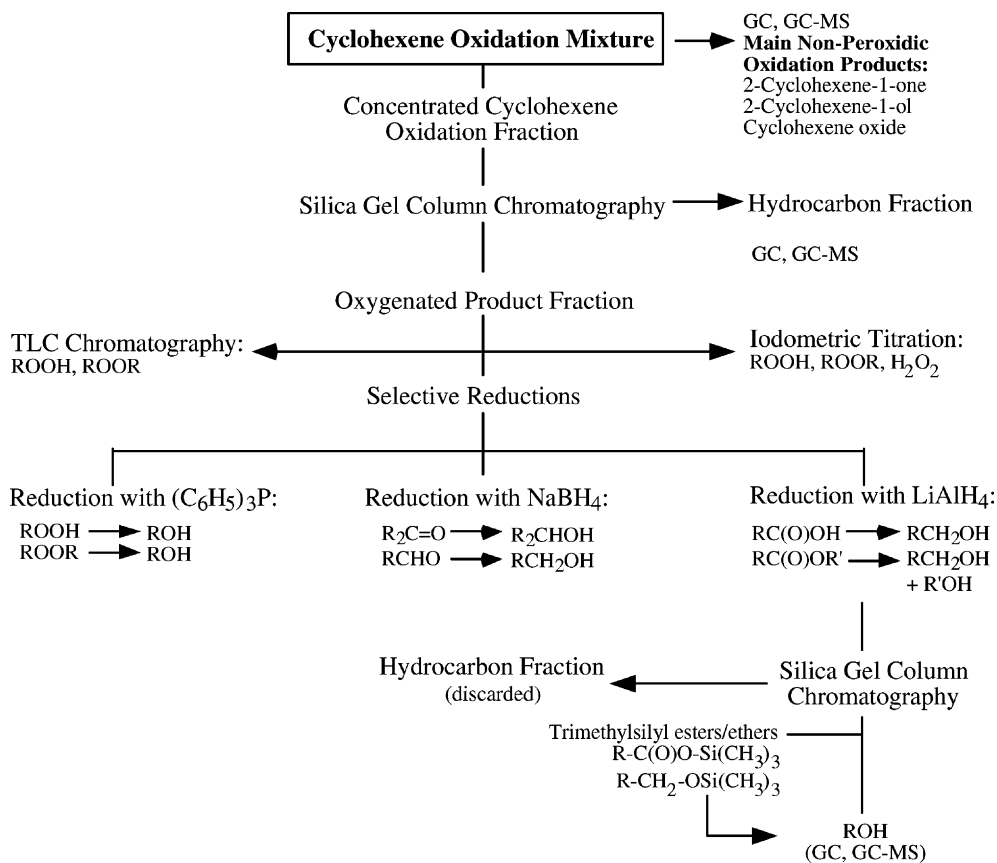 Cyclohexene Oxidation Mixture
GC, GC-MS
Main Non-Peroxidic
Oxidation Products:
2-Cyclohexene-1-one
2-Cyclohexene-1-ol
Cyclohexene oxide
Concentrated Cyclohexene
Oxidation Fraction
Silica Gel Column Chromatography
Hydrocarbon Fraction
GC, GC-MS
Oxygenated Product Fraction
TLC Chromatography:
ROOH, ROOR
Iodometric Titration:
ROOH, ROOR, H₂O₂
Selective Reductions
Reduction with (C₆H₅)₃P:
ROOH → ROH
ROOR → ROH
Reduction with NaBH₄:
R₂C=O → R₂CHOH
RCHO → RCH₂OH
Reduction with LiAlH₄:
RC(O)OH → RCH₂OH
RC(O)OR' → RCH₂OH
+ R'OH
Hydrocarbon Fraction
(discarded)
Silica Gel Column
Chromatography
Trimethylsilyl esters/ethers
R-C(O)O-Si(CH₃)₃
R-CH₂-OSi(CH₃)₃
ROH
(GC, GC-MS)